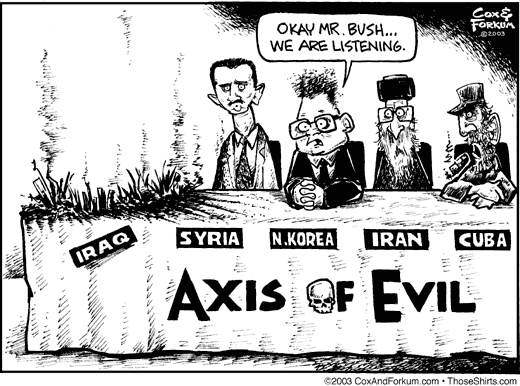 COX &
FORKUM
©2003
OKAY MR. BUSH...
WE ARE LISTENING.
IRAQ
SYRIA
N. KOREA
IRAN
CUBA
AXIS OF EVIL
©2003 CoxAndForkum.com • ThoseShirts.com